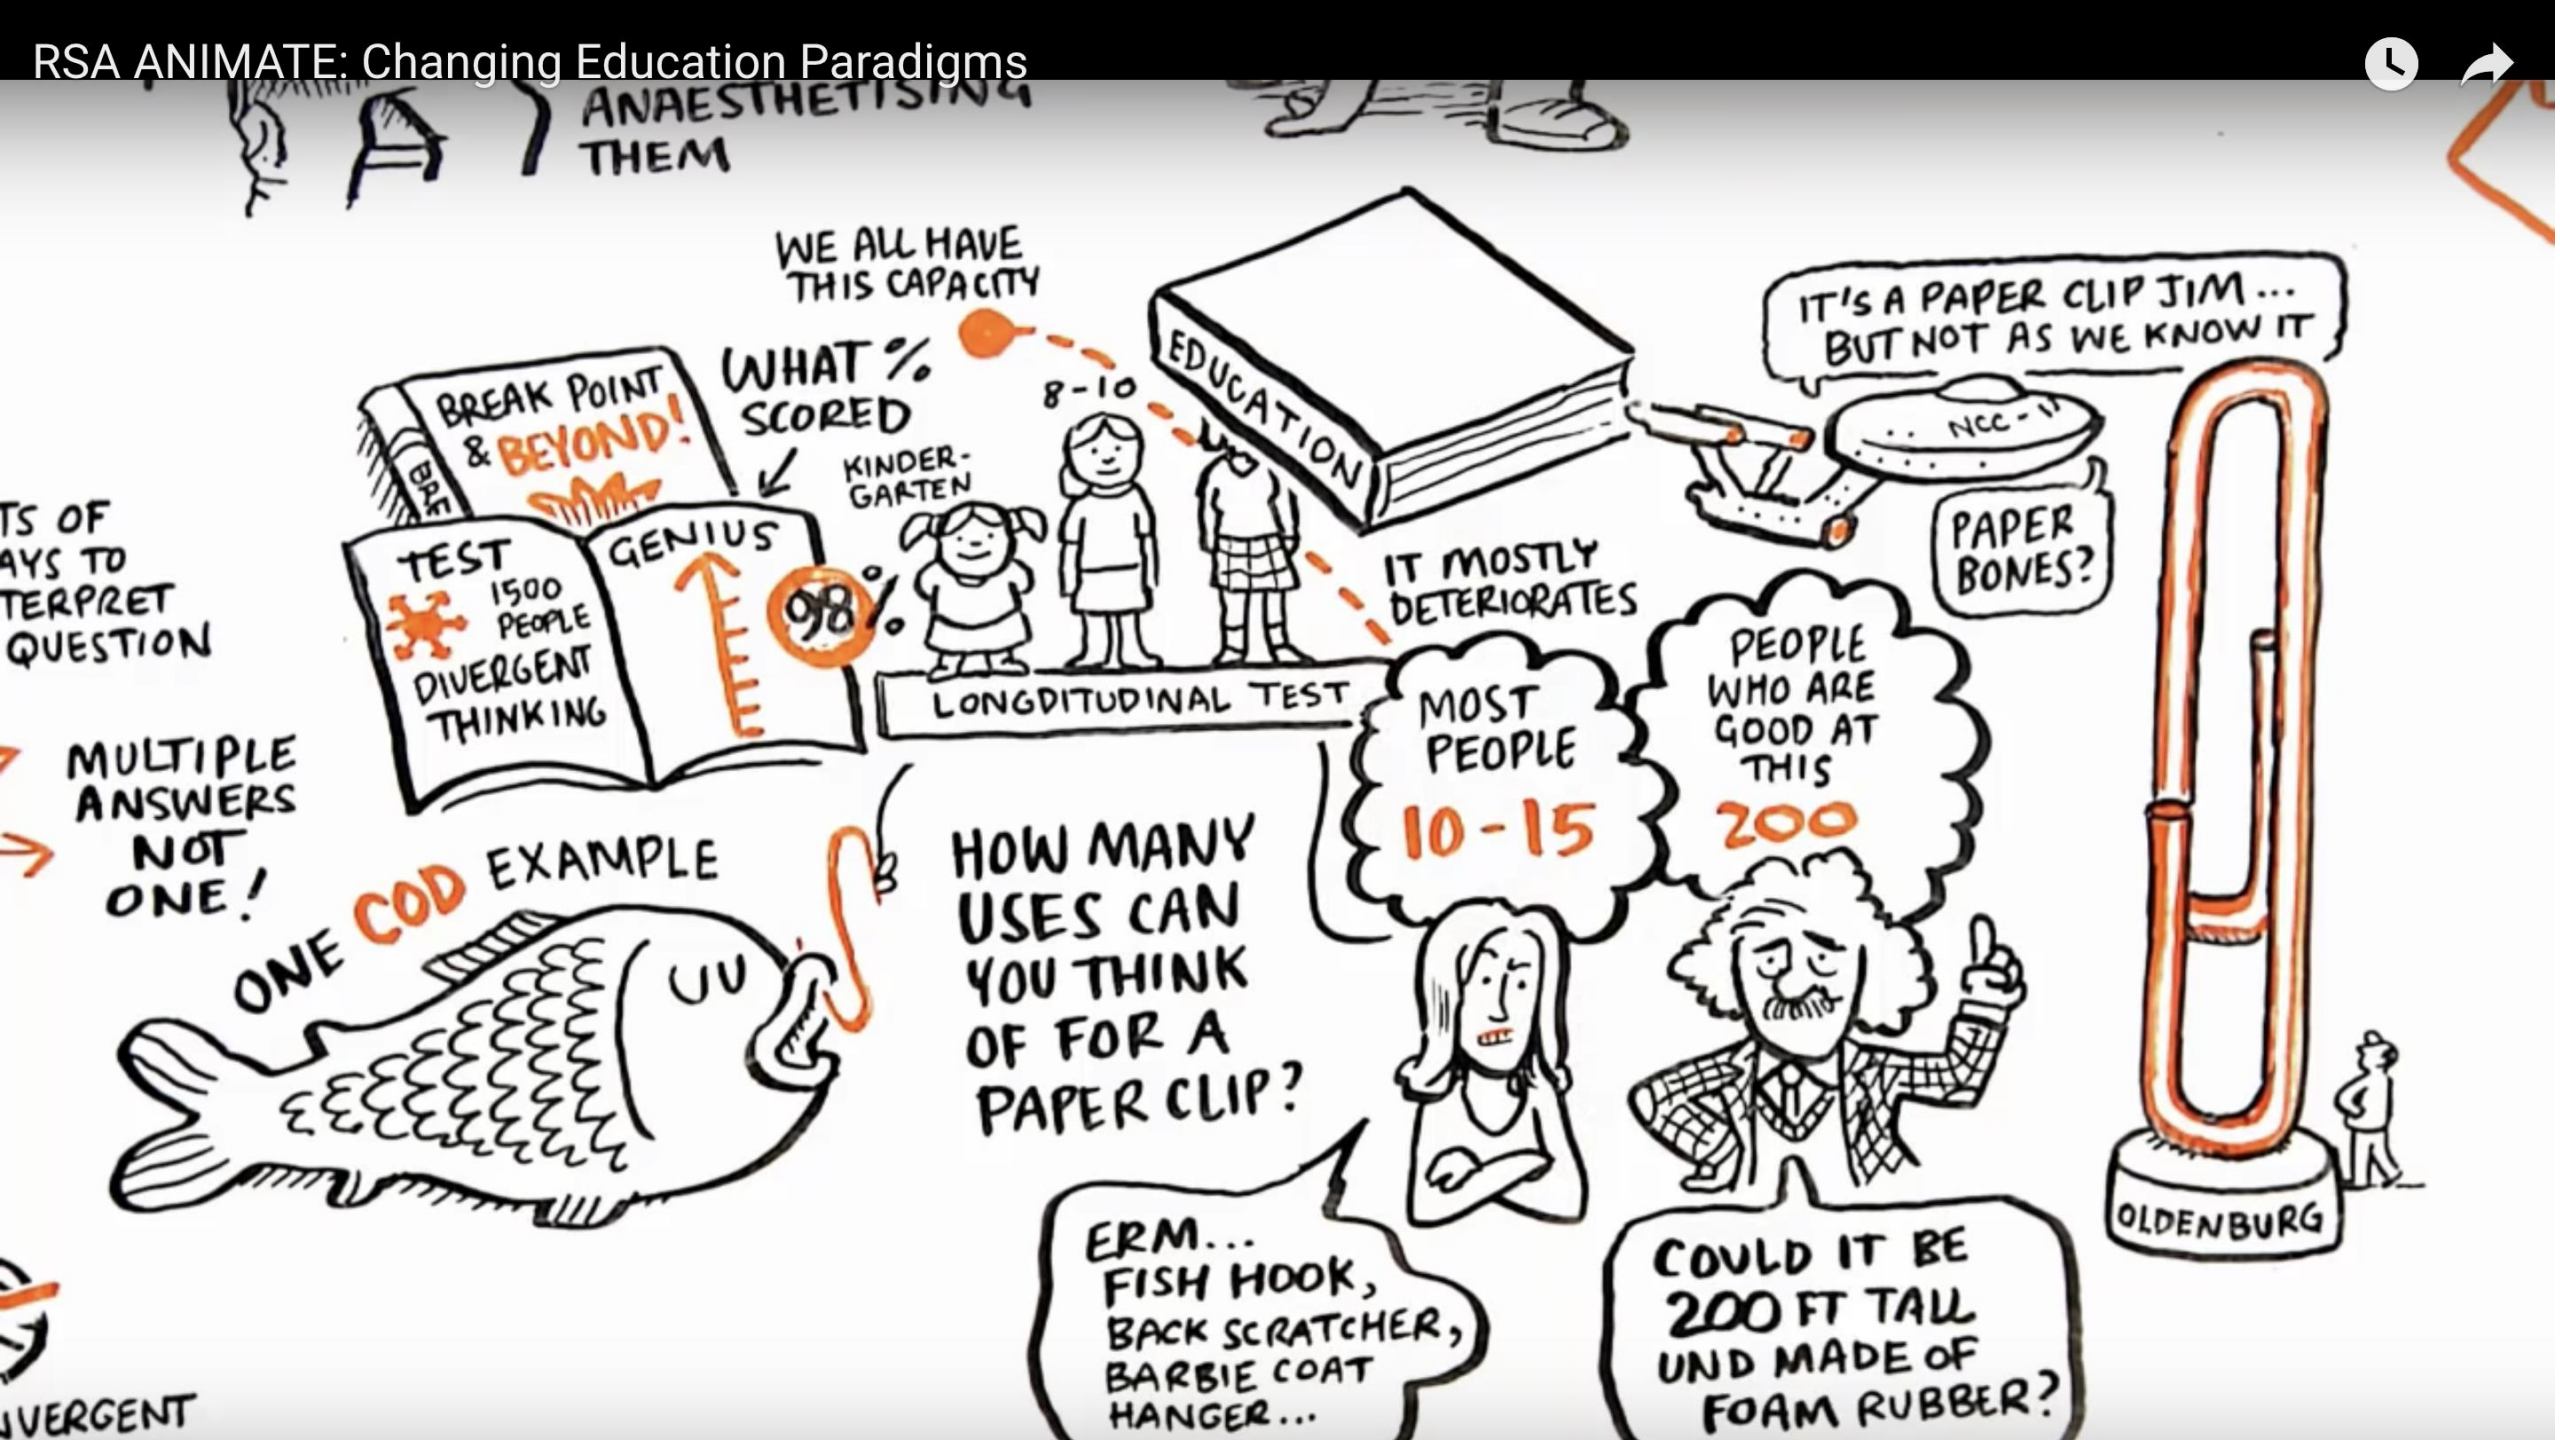 RSA ANIMATE: Changing Education Paradigms
ANAESTHETISING
THEM
WE ALL HAVE
THIS CAPACITY
BREAK POINT
& BEYOND!
BRE
WHAT %
SCORED
KINDER-
GARTEN
8-10
EDUCATION
IT'S A PAPER CLIP JIM...
BUT NOT AS WE KNOW IT
NCC-11
PAPER
BONES?
TEST
1500
PEOPLE
DIVERGENT
THINKING
GENIUS
98%
LONGDITUDINAL TEST
IT MOSTLY
DETERIORATES
TS OF
AYS TO
TERPRET
QUESTION
MULTIPLE
ANSWERS
NOT
ONE!
ONE COD EXAMPLE
HOW MANY
USES CAN
YOU THINK
OF FOR A
PAPER CLIP?
MOST
PEOPLE
10-15
PEOPLE
WHO ARE
GOOD AT
THIS
200
ERM...
FISH HOOK,
BACK SCRATCHER,
BARBIE COAT
HANGER...
COULD IT BE
200 FT TALL
UND MADE OF
FOAM RUBBER?
OLDENBURG
NVERGENT